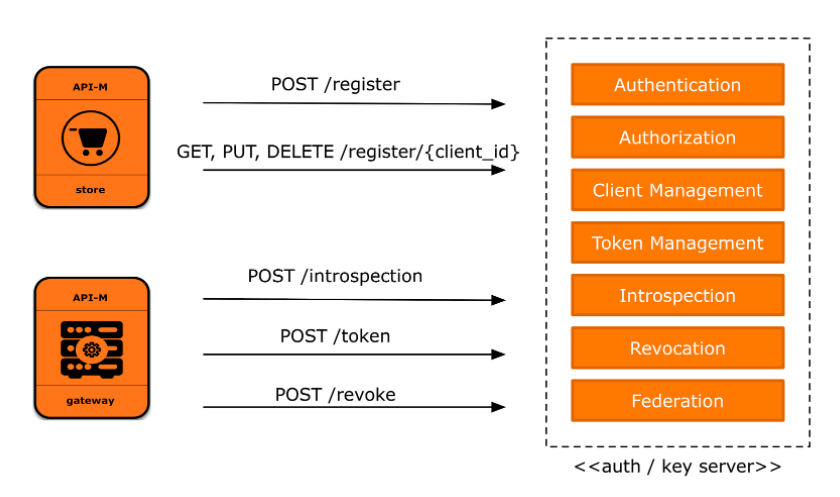 API-M
store
POST /register
GET, PUT, DELETE /register/{client_id}
API-M
gateway
POST /introspection
POST /token
POST /revoke
Authentication
Authorization
Client Management
Token Management
Introspection
Revocation
Federation
<<auth / key server>>